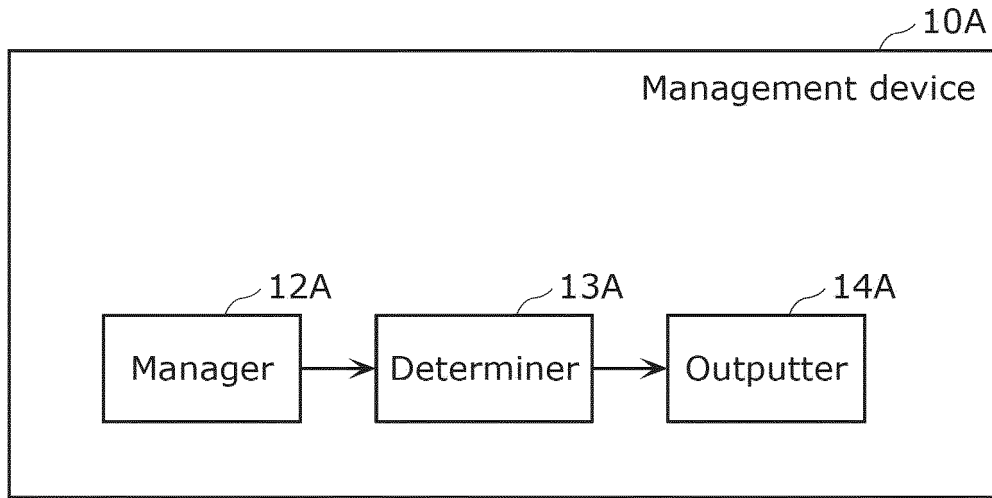 10A
Management device
12A
13A
14A
Manager
Determiner
Outputter